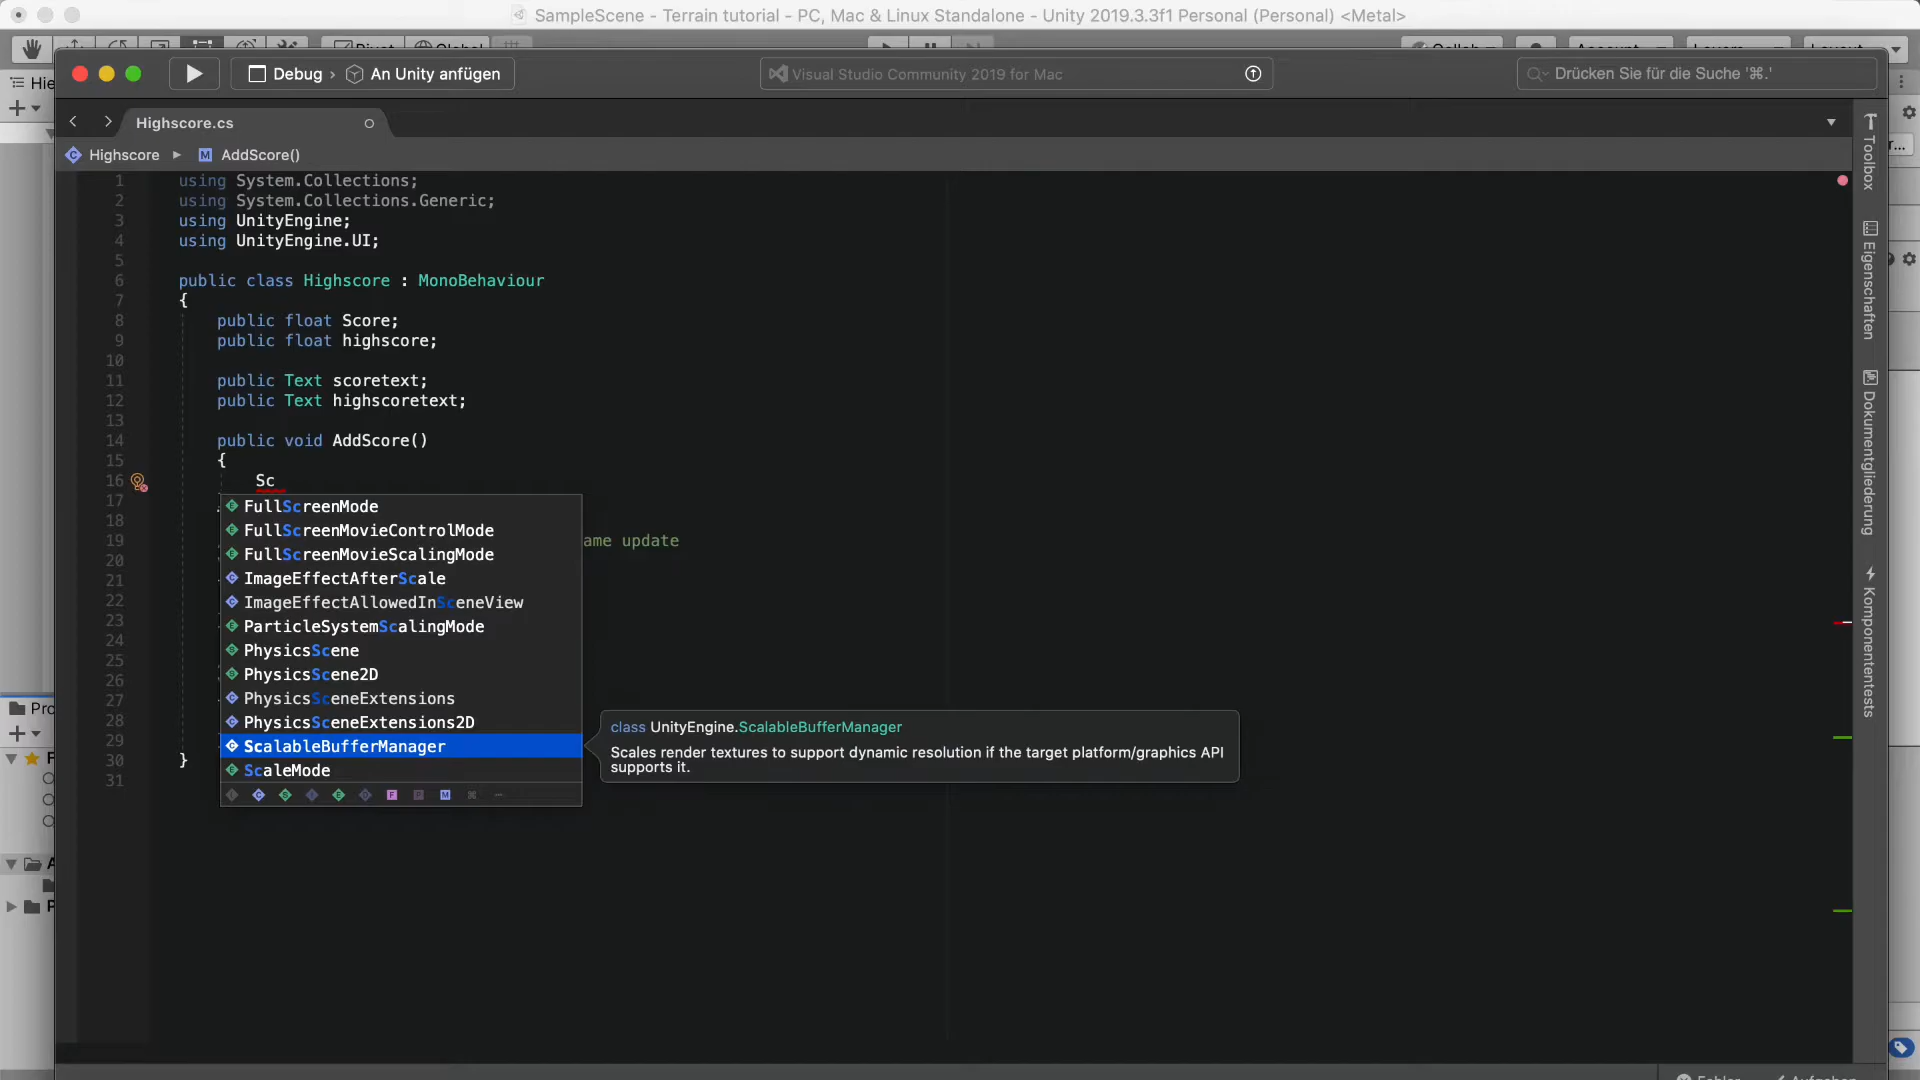 SampleScene - Terrain tutorial - PC, Mac & Linux Standalone - Unity 2019.3.3f1 Personal (Personal) <Metal>
Hie
Debug › An Unity anfügen
Visual Studio Community 2019 for Mac
Drücken Sie für die Suche '⌘.'
Highscore.cs
Highscore ▸ AddScore()
1 using System.Collections;
2 using System.Collections.Generic;
3 using UnityEngine;
4 using UnityEngine.UI;
5
6 public class Highscore : MonoBehaviour
7 {
8 public float Score;
9 public float highscore;
10
11 public Text scoretext;
12 public Text highscoretext;
13
14 public void AddScore()
15 {
16 Sc
17
18
19 ame update
20
21
22
23
24
25
26
27
28
29
30 }
31
FullScreenMode
FullScreenMovieControlMode
FullScreenMovieScalingMode
ImageEffectAfterScale
ImageEffectAllowedInSceneView
ParticleSystemScalingMode
PhysicsScene
PhysicsScene2D
PhysicsSceneExtensions
PhysicsSceneExtensions2D
ScalableBufferManager
ScaleMode
class UnityEngine.ScalableBufferManager
Scales render textures to support dynamic resolution if the target platform/graphics API
supports it.
Toolbox
Eigenschaften
Dokumentgliederung
Komponententests
Pro